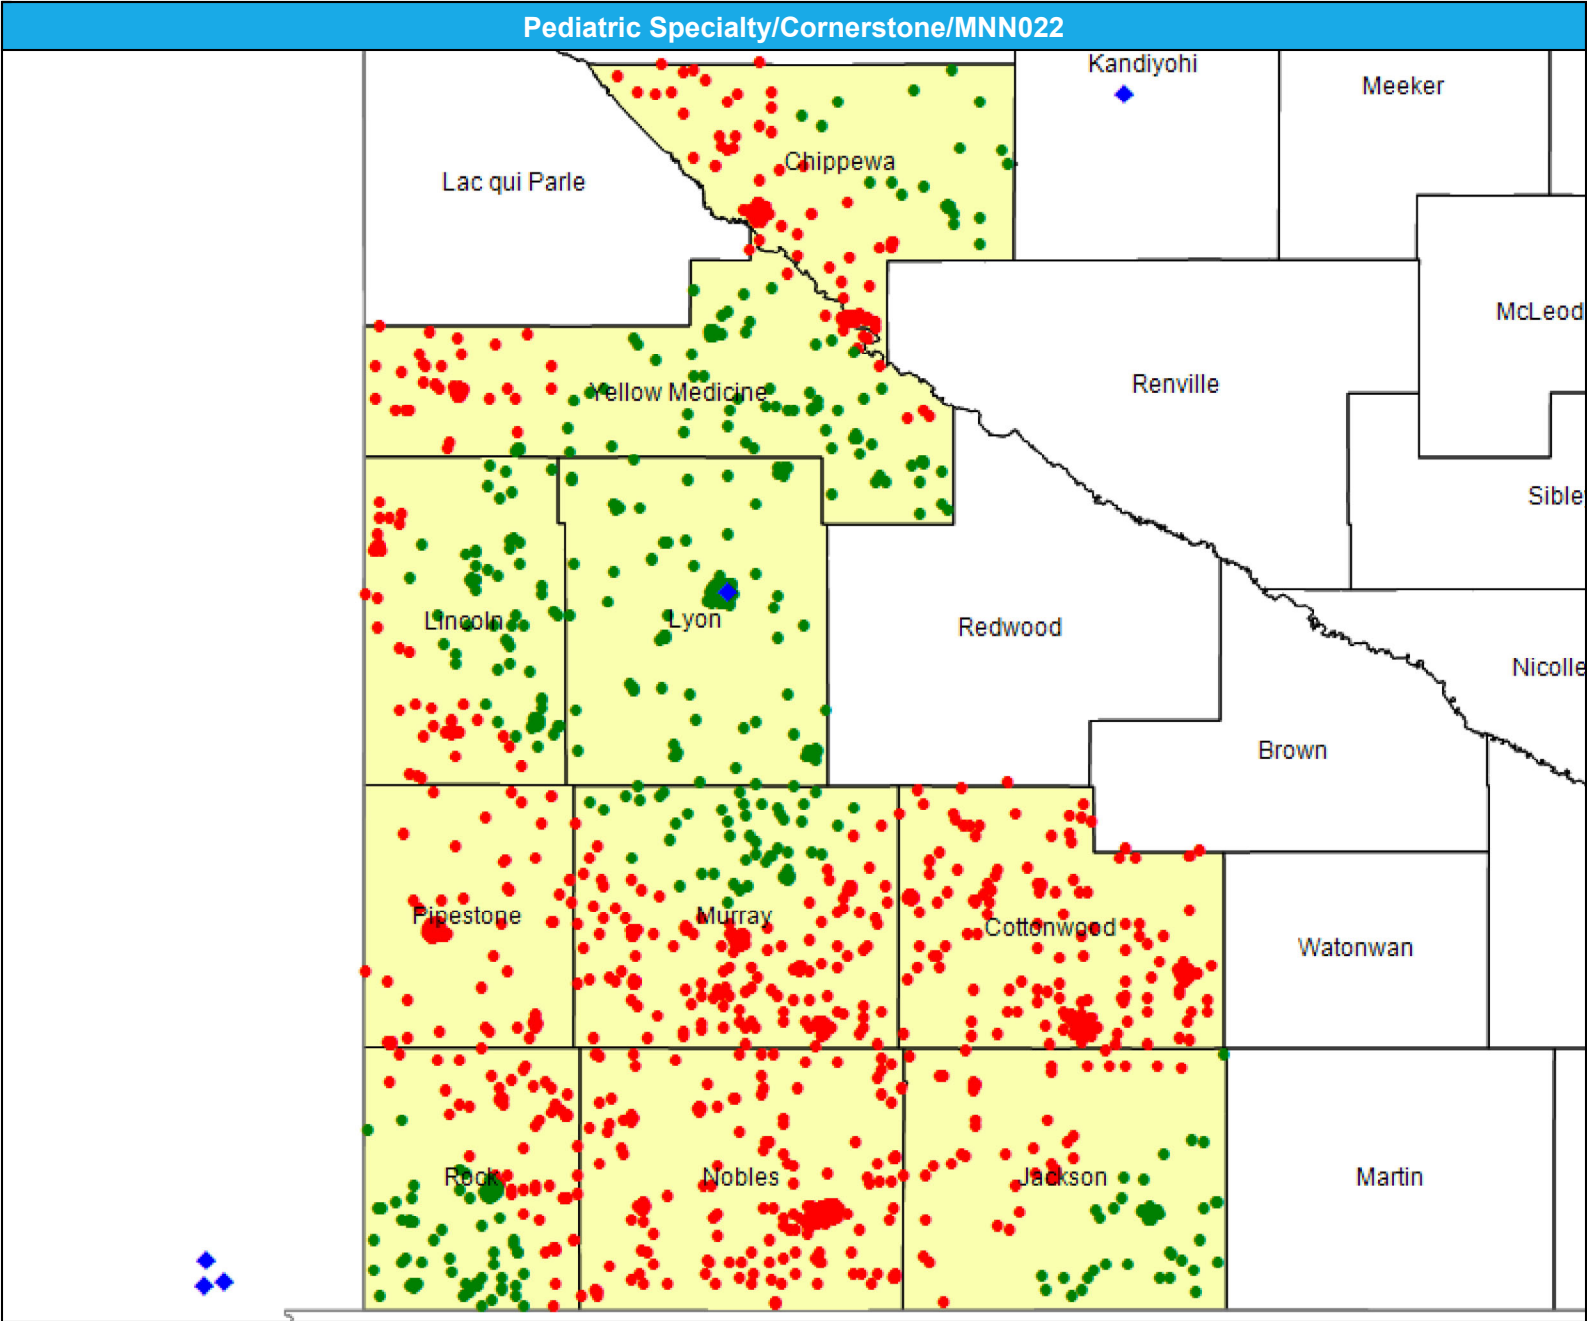 Pediatric Specialty/Cornerstone/MNN022
Kandiyohi
Meeker
Chippewa
Lac qui Parle
McLeod
Renville
Yellow Medicine
Sible
Lincoln
Lyon
Redwood
Nicolle
Brown
Pipestone
Murray
Cottonwood
Watonwan
Rock
Nobles
Jackson
Martin